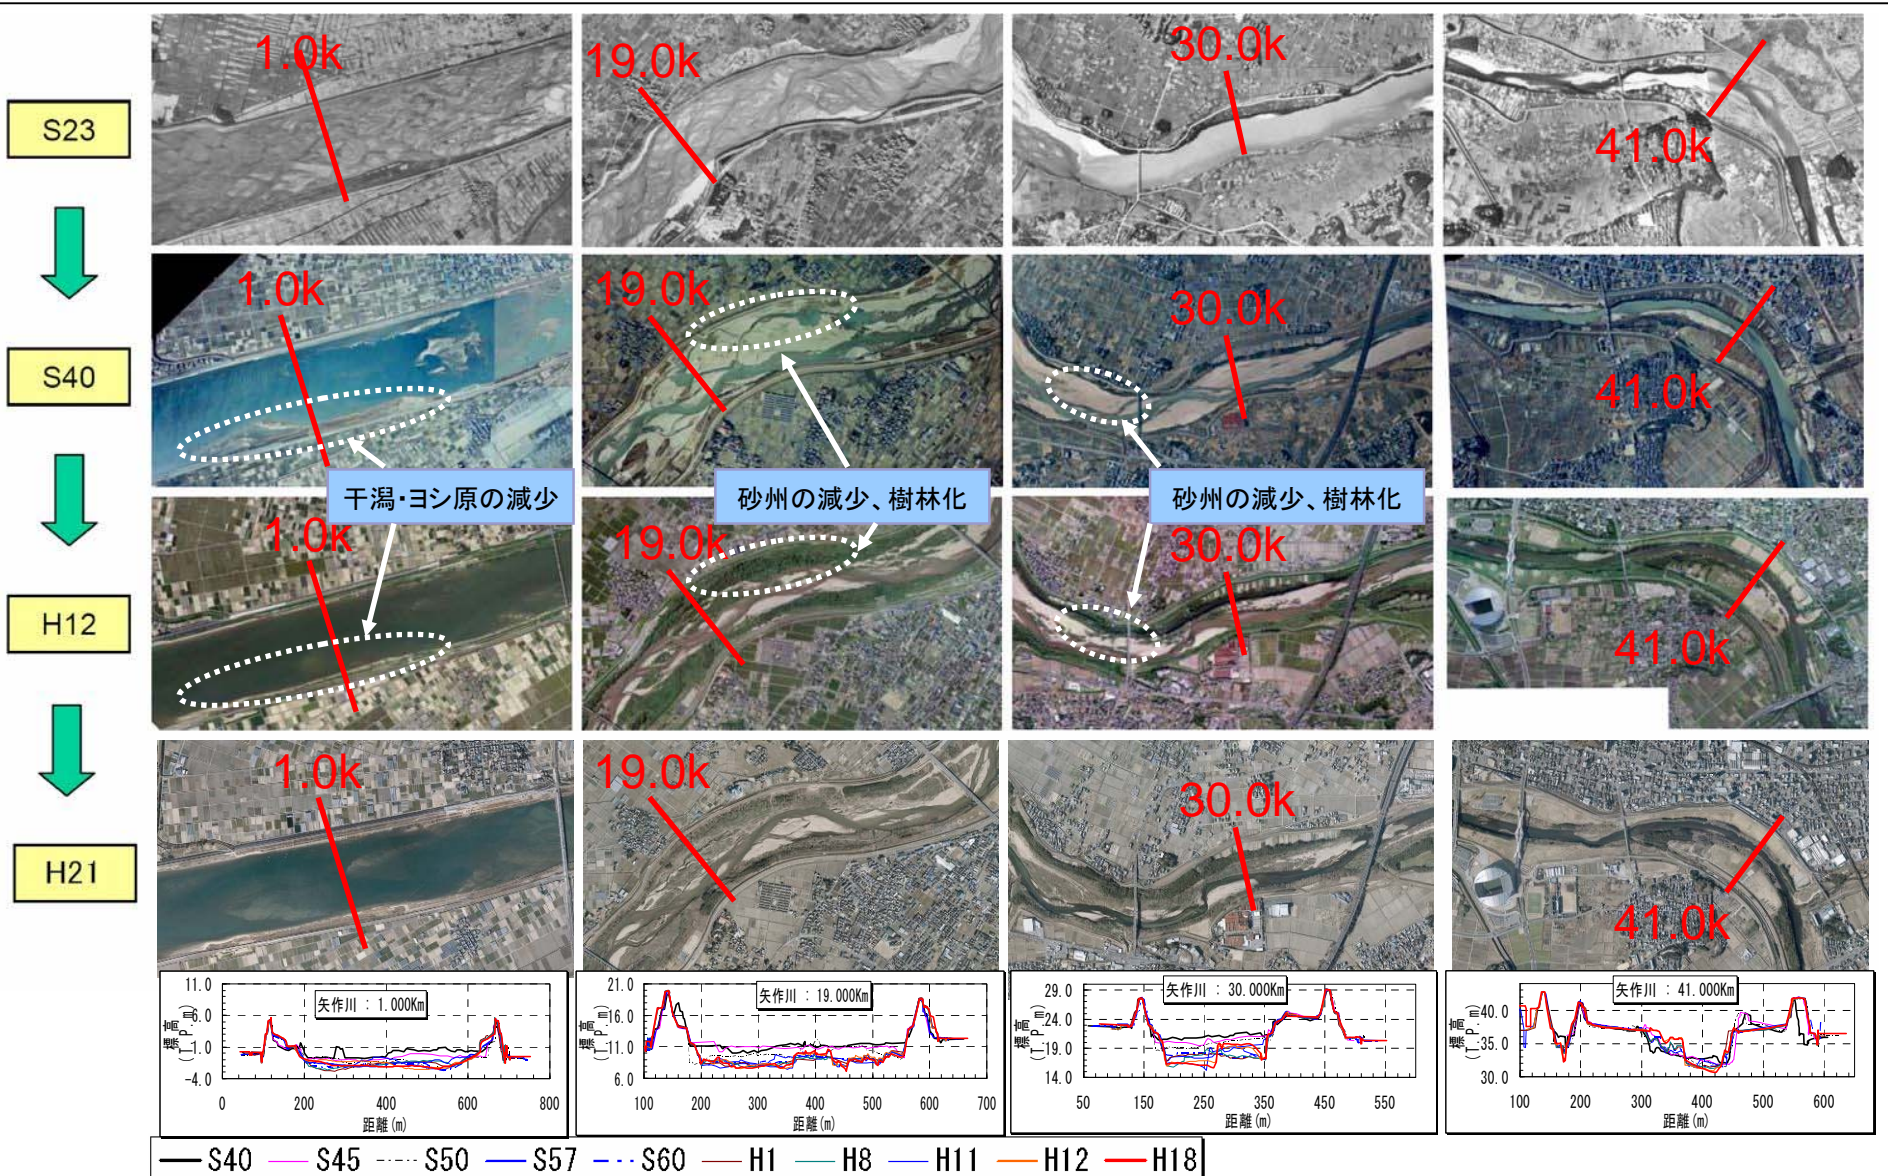 S23
1.0k
19.0k
30.0k
41.0k
S40
1.0k
19.0k
30.0k
41.0k
干潟・ヨシ原の減少
砂州の減少、樹林化
砂州の減少、樹林化
H12
1.0k
19.0k
30.0k
41.0k
H21
1.0k
19.0k
30.0k
41.0k
矢作川 : 1.000Km
標高
(T.P.m)
11.0
6.0
1.0
-4.0
0 200 400 600 800
距離(m)
矢作川 : 19.000Km
標高
(T.P.m)
21.0
16.0
11.0
6.0
100 200 300 400 500 600 700
距離(m)
矢作川 : 30.000Km
標高
(T.P.m)
29.0
24.0
19.0
14.0
50 150 250 350 450 550
距離(m)
矢作川 : 41.000Km
標高
(T.P.m)
40.0
35.0
30.0
100 200 300 400 500 600
距離(m)
S40 S45 S50 S57 S60 H1 H8 H11 H12 H18